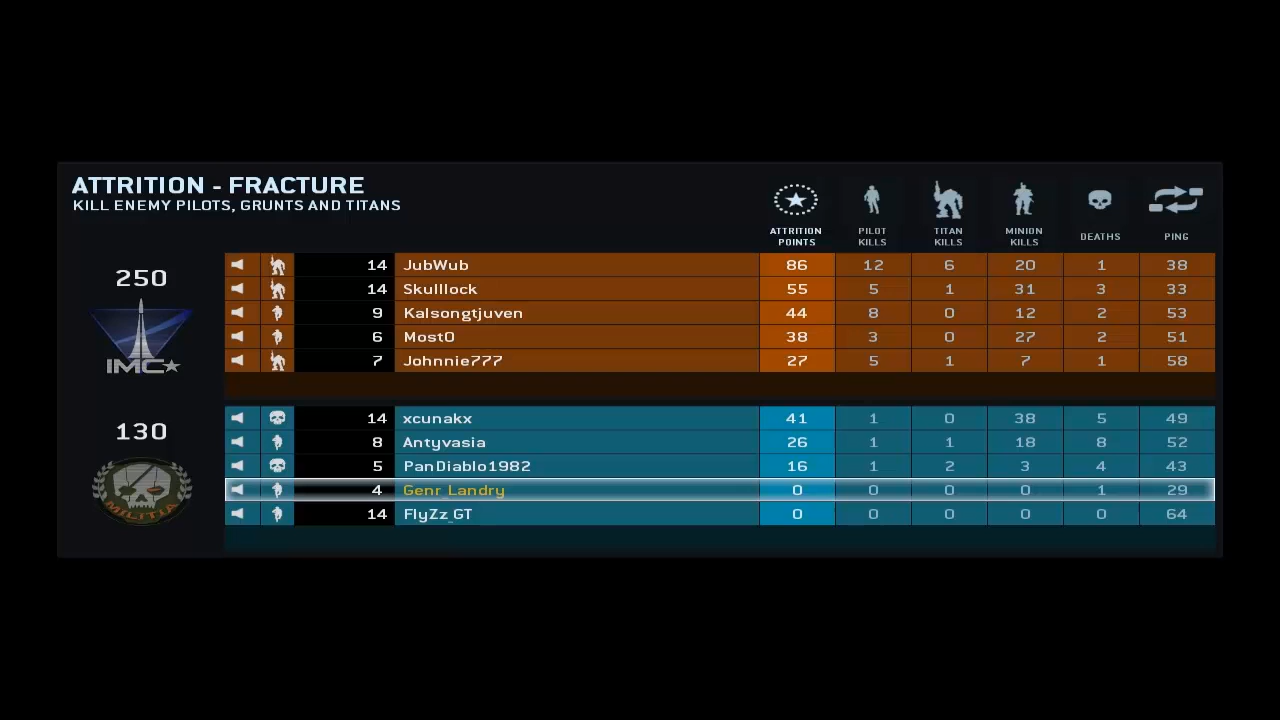 ATTRITION - FRACTURE
KILL ENEMY PILOTS, GRUNTS AND TITANS
ATTRITION POINTS PILOT KILLS TITAN KILLS MINION KILLS DEATHS PING
250
IMC
14 JubWub 86 12 6 20 1 38
14 Skulllock 55 5 1 31 3 33
9 Kalsongtjuven 44 8 0 12 2 53
6 MostO 38 3 0 27 2 51
7 Johnnie777 27 5 1 7 1 58
130
MILITIA
14 xcunakx 41 1 0 38 5 49
8 Antyvasia 26 1 1 18 8 52
5 PanDiablo1982 16 1 2 3 4 43
4 Genr Landry 0 0 0 0 1 29
14 FlyZz_GT 0 0 0 0 0 64